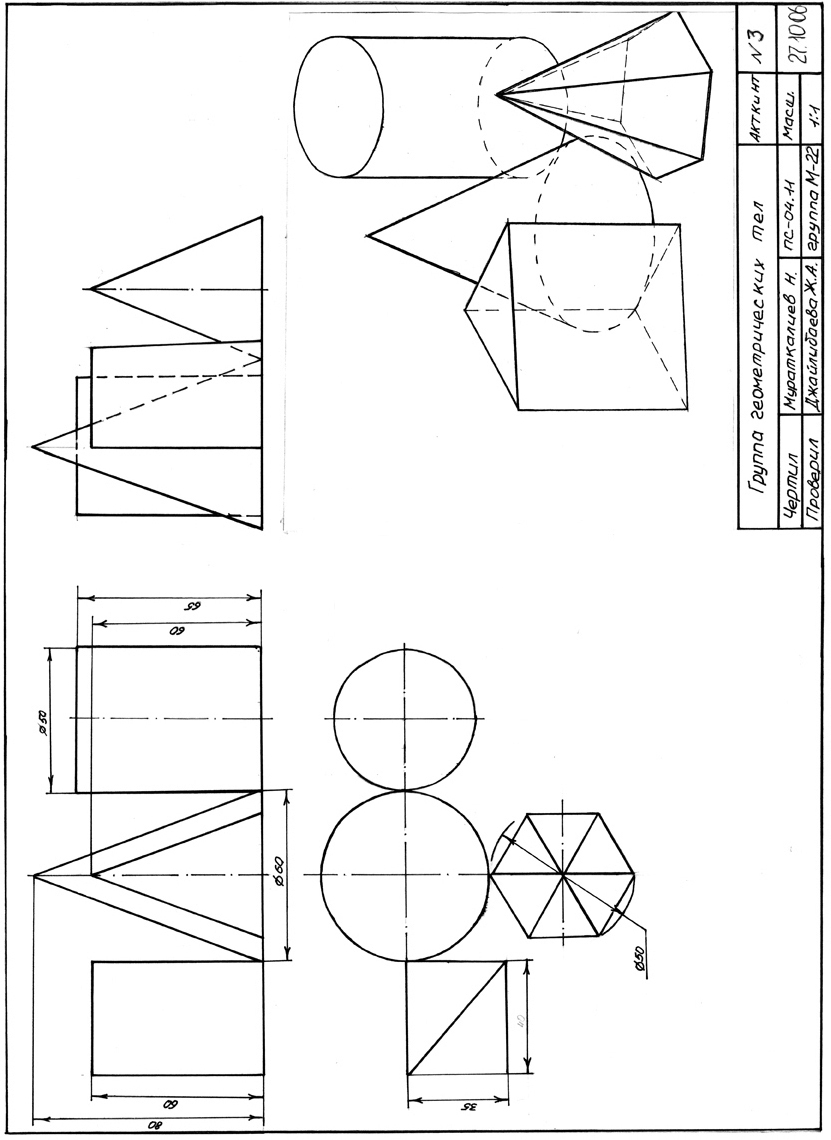 65
60
Ø50
Ø60
60
80
40
35
Ø50
Группа геометрических тел
АКТКИНТ
N3
Чертил
Мураткалиев Н.
ПС-04.11
Масш.
27.10.06
Проверил
Джайлибаева Ж.А.
группа М-22
1:1